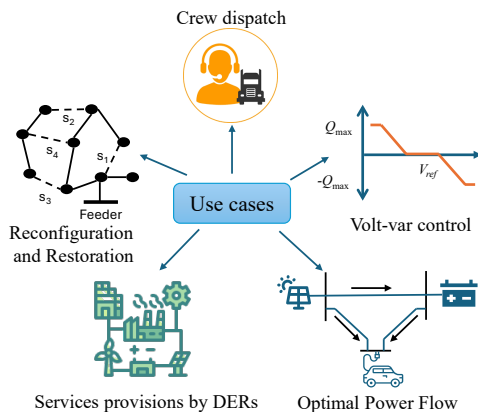 Crew dispatch
s₂
s₄
s₁
s₃
Feeder
Reconfiguration
and Restoration
Use cases
Qmax
-Qmax
Vref
Volt-var control
Services provisions by DERs
Optimal Power Flow